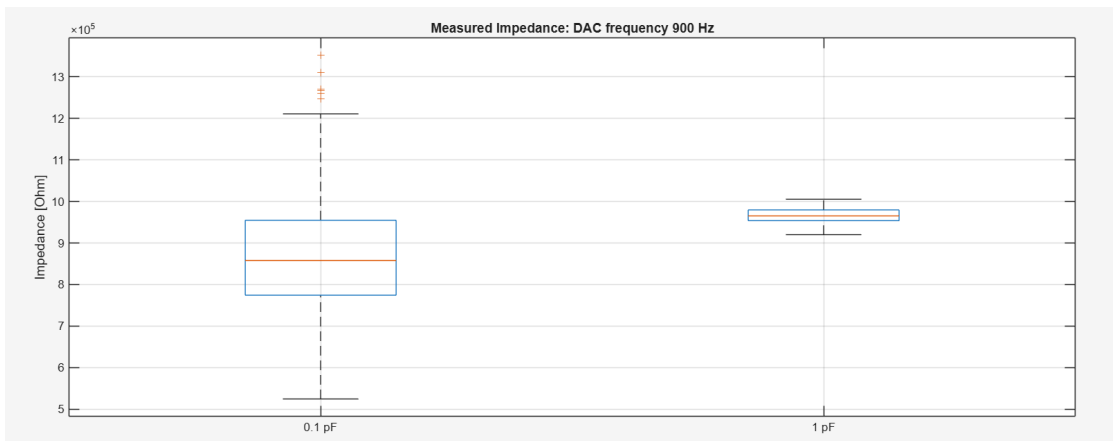 Measured Impedance: DAC frequency 900 Hz
×10⁵
13
12
11
10
9
8
7
6
5
Impedance [Ohm]
0.1 pF
1 pF